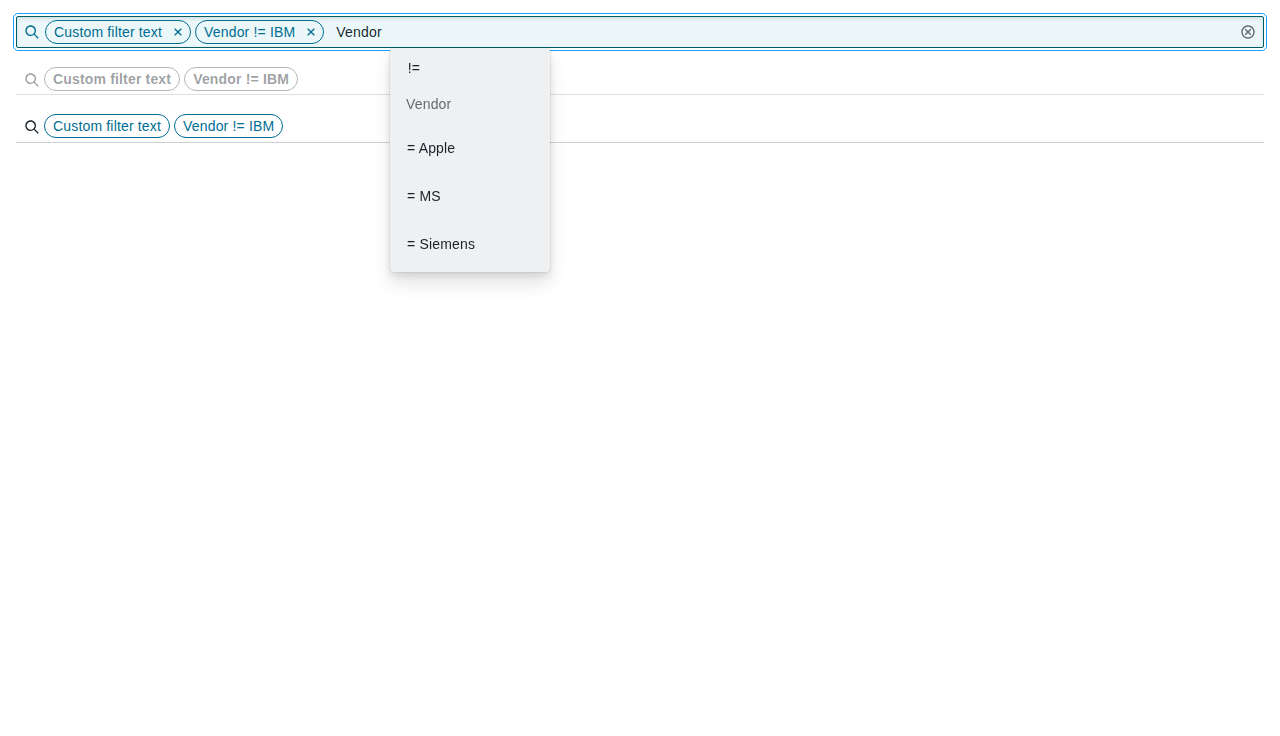 Custom filter text Vendor != IBM Vendor
!=
Custom filter text Vendor != IBM
Vendor
Custom filter text Vendor != IBM
= Apple
= MS
= Siemens